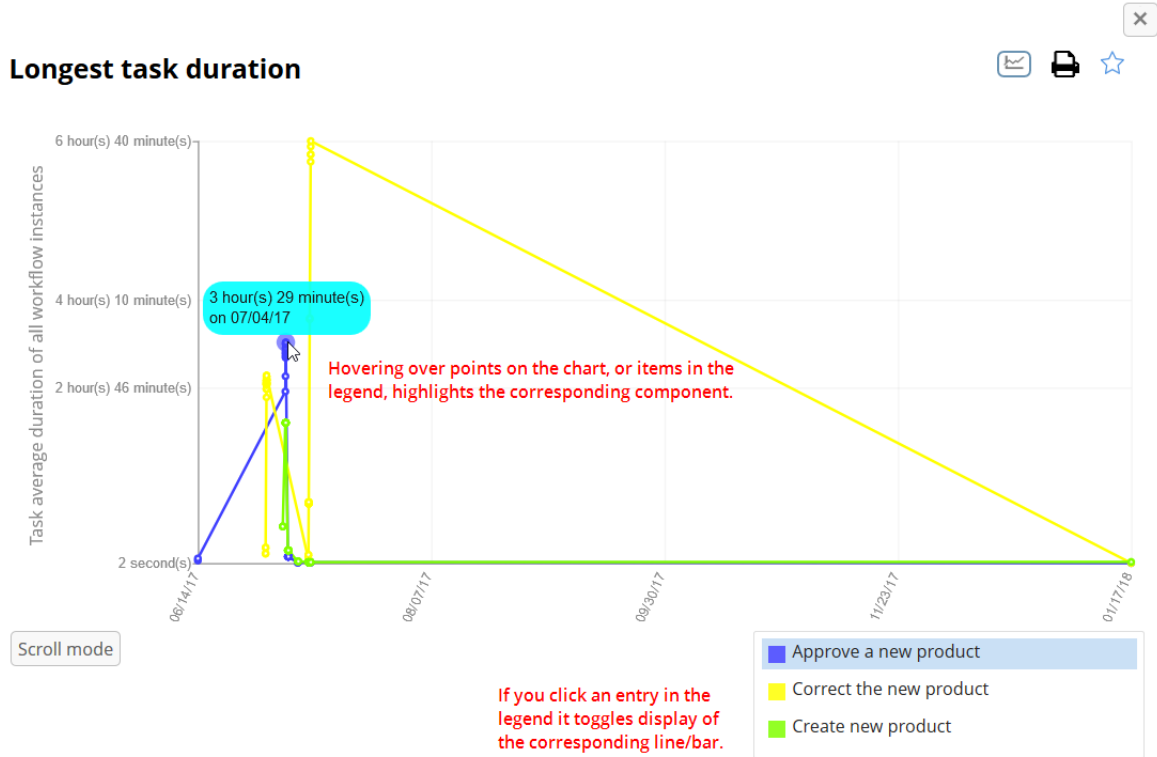 Longest task duration
Task average duration of all workflow instances
6 hour(s) 40 minute(s)
4 hour(s) 10 minute(s)
2 hour(s) 46 minute(s)
2 second(s)
3 hour(s) 29 minute(s)
on 07/04/17
Hovering over points on the chart, or items in the
legend, highlights the corresponding component.
06/14/17
08/07/17
09/30/17
11/23/17
01/17/18
Scroll mode
If you click an entry in the
legend it toggles display of
the corresponding line/bar.
Approve a new product
Correct the new product
Create new product